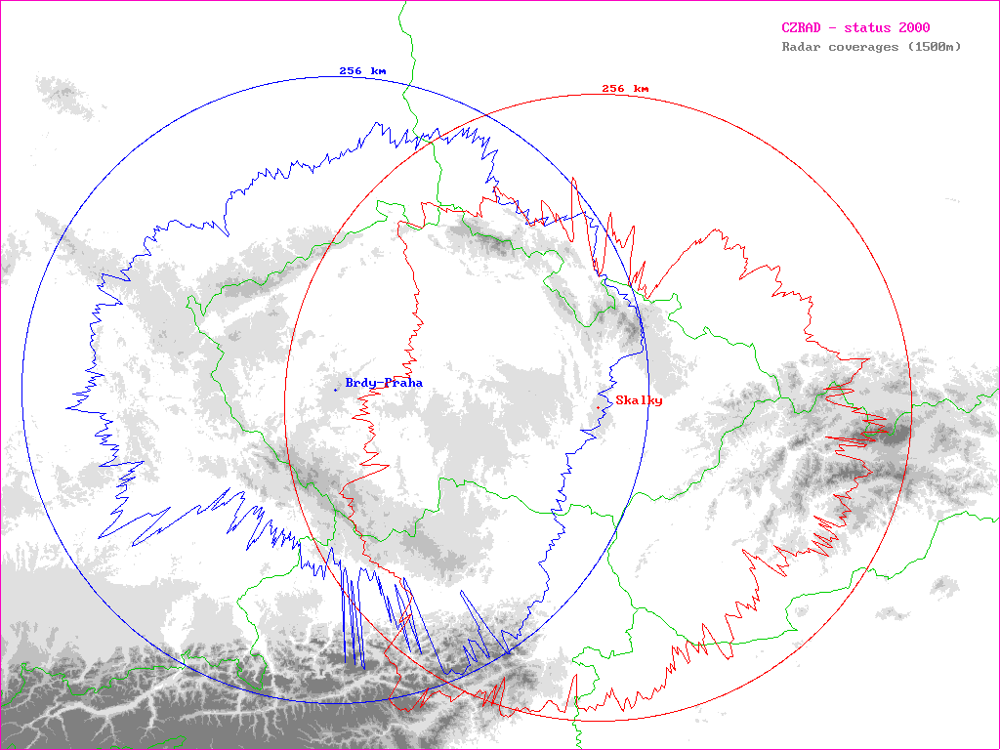 CZRAD - status 2000
Radar coverages (1500m)
256 km
256 km
Brdy-Praha
Skalky